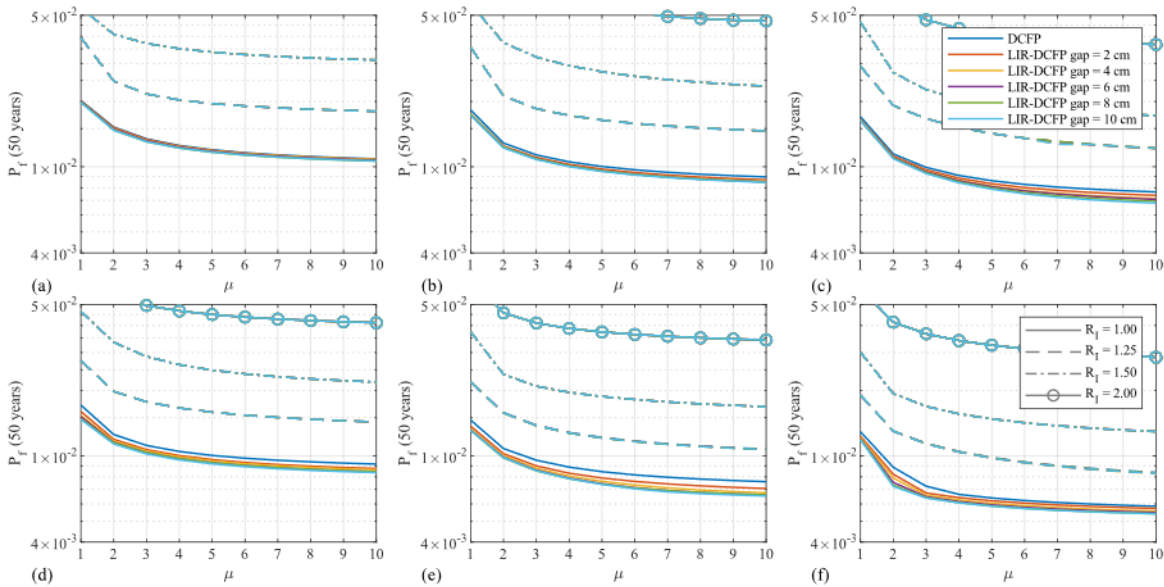 5×10⁻²
P_f (50 years)
1×10⁻²
4×10⁻³
1 2 3 4 5 6 7 8 9 10
(a)
μ
5×10⁻²
P_f (50 years)
1×10⁻²
4×10⁻³
1 2 3 4 5 6 7 8 9 10
(b)
μ
5×10⁻²
P_f (50 years)
1×10⁻²
4×10⁻³
1 2 3 4 5 6 7 8 9 10
(c)
μ
DCFP
LIR-DCFP gap = 2 cm
LIR-DCFP gap = 4 cm
LIR-DCFP gap = 6 cm
LIR-DCFP gap = 8 cm
LIR-DCFP gap = 10 cm
5×10⁻²
P_f (50 years)
1×10⁻²
4×10⁻³
1 2 3 4 5 6 7 8 9 10
(d)
μ
5×10⁻²
P_f (50 years)
1×10⁻²
4×10⁻³
1 2 3 4 5 6 7 8 9 10
(e)
μ
5×10⁻²
P_f (50 years)
1×10⁻²
4×10⁻³
1 2 3 4 5 6 7 8 9 10
(f)
μ
R_I = 1.00
R_I = 1.25
R_I = 1.50
R_I = 2.00